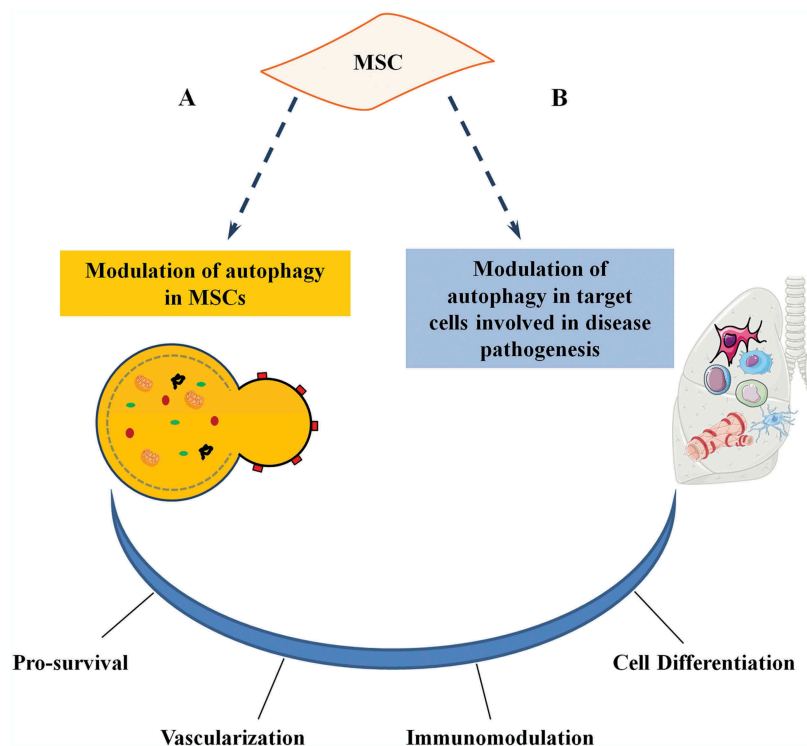 MSC
A
B
Modulation of autophagy
in MSCs
Modulation of
autophagy in target
cells involved in disease
pathogenesis
Pro-survival
Cell Differentiation
Vascularization
Immunomodulation